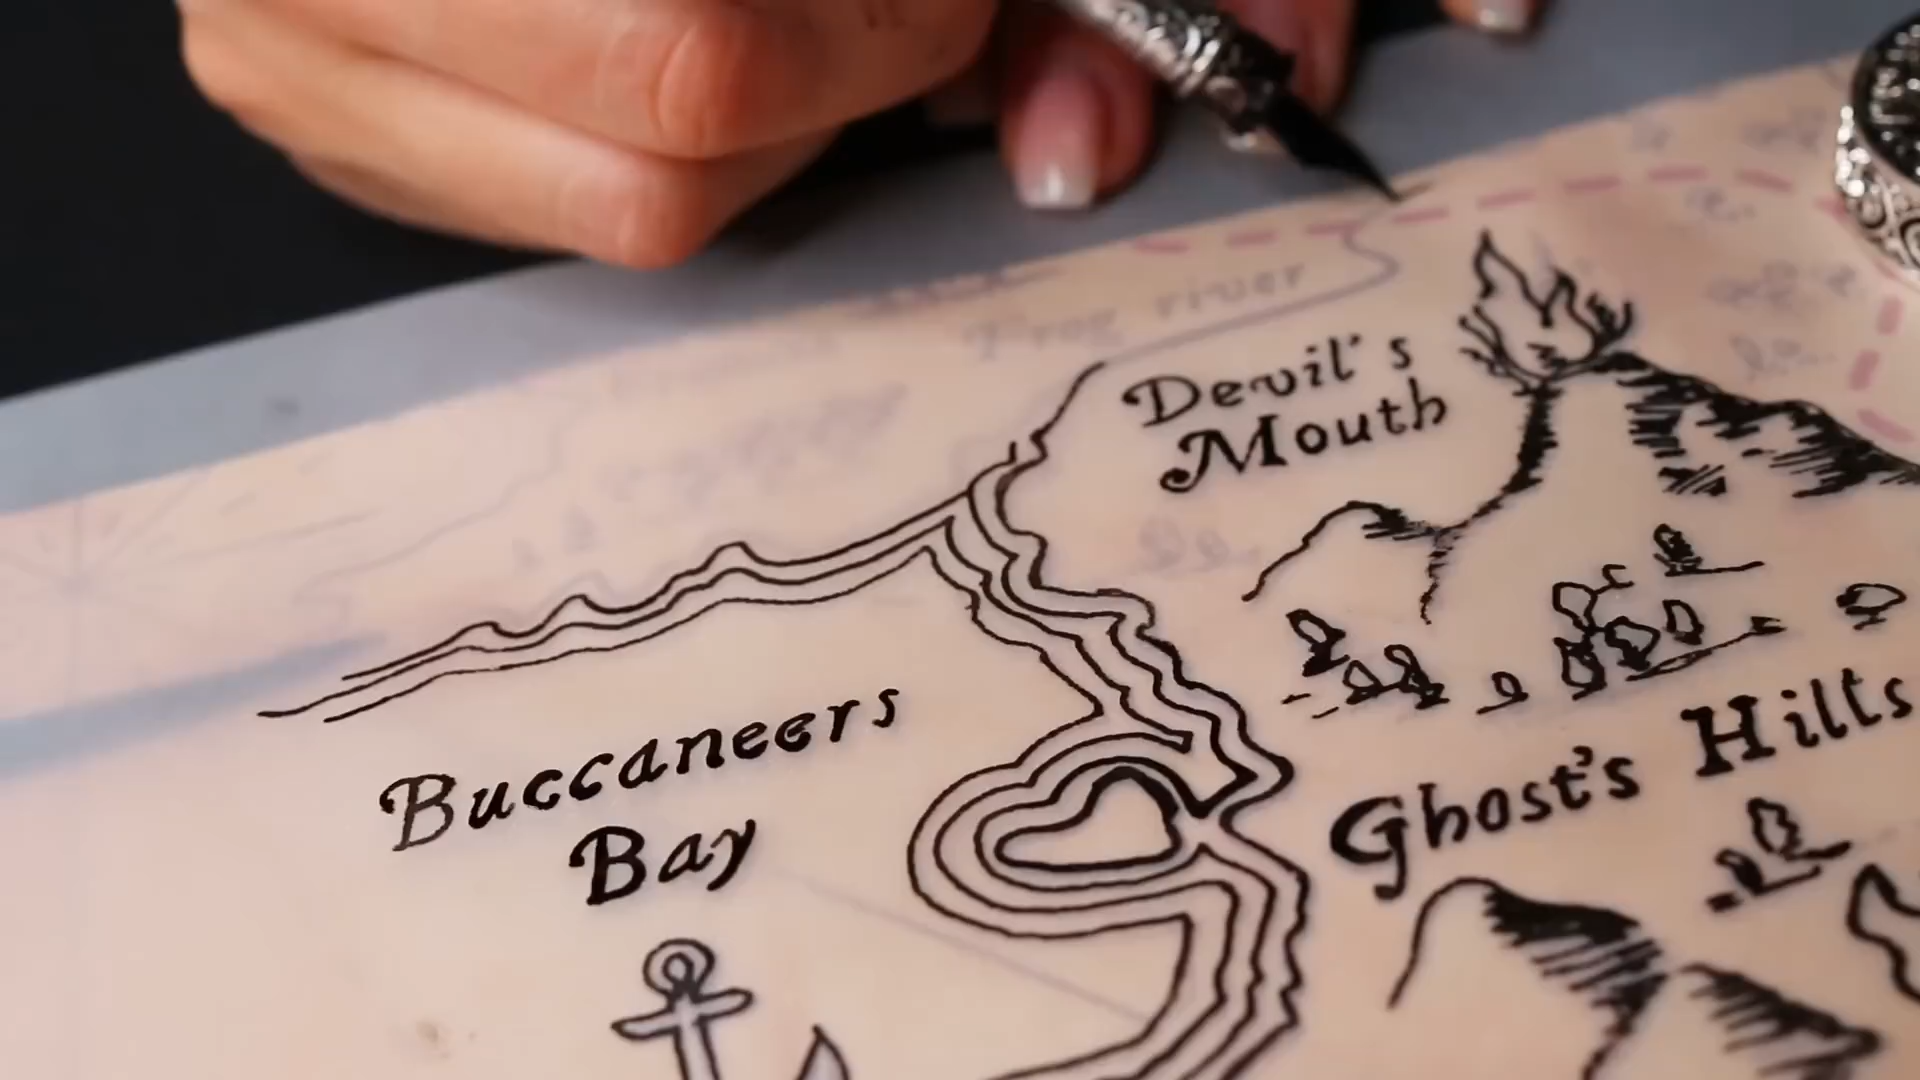 Frog river
Devil's
Mouth
Buccaneers
Bay
Ghost's Hills